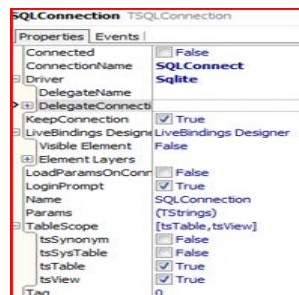 SQLConnection TSQLConnection
Properties Events
Connected False
ConnectionName SQLConnect
Driver Sqlite
DelegateName
DelegateConnecti
KeepConnection True
LiveBindings Designe LiveBindings Designer
Visible Element False
Element Layers
LoadParamsOnConn False
LoginPrompt True
Name SQLConnection
Params (TStrings)
TableScope [tsTable,tsView]
tsSynonym False
tsSysTable False
tsTable True
tsView True
Tag 0